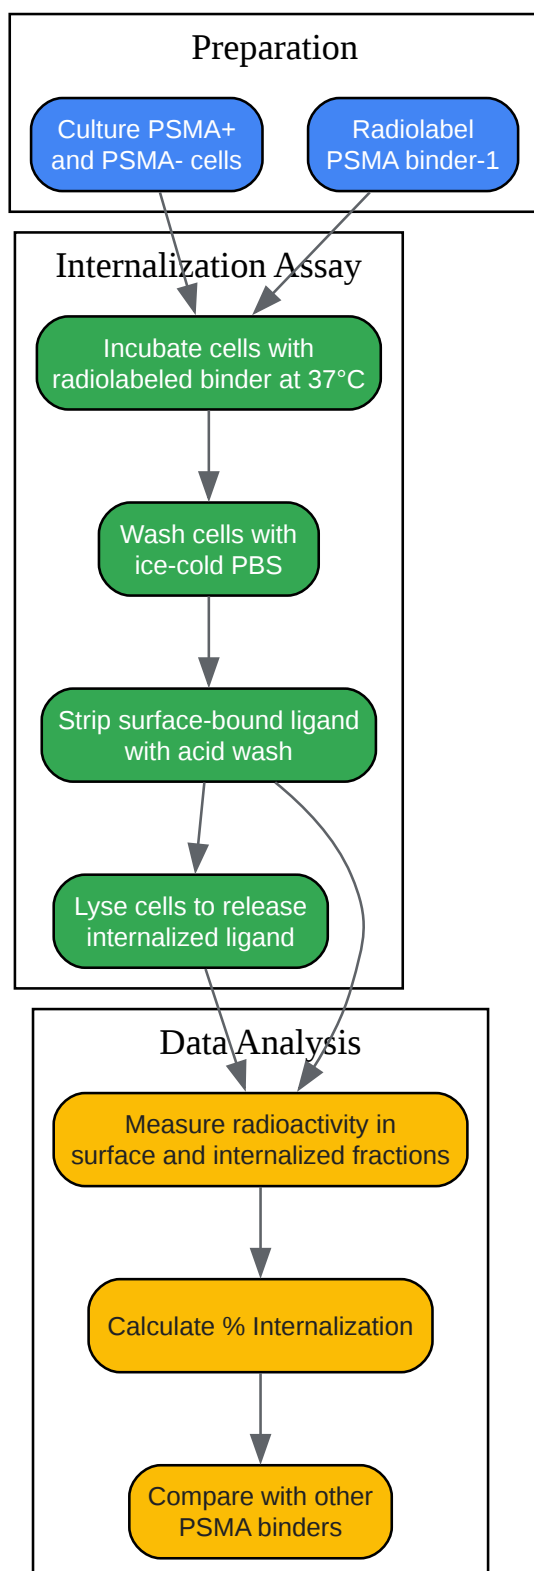 Preparation
Culture PSMA+
and PSMA- cells
Radiolabel
PSMA binder-1
Internalization Assay
Incubate cells with
radiolabeled binder at 37°C
Wash cells with
ice-cold PBS
Strip surface-bound ligand
with acid wash
Lyse cells to release
internalized ligand
Data Analysis
Measure radioactivity in
surface and internalized fractions
Calculate % Internalization
Compare with other
PSMA binders